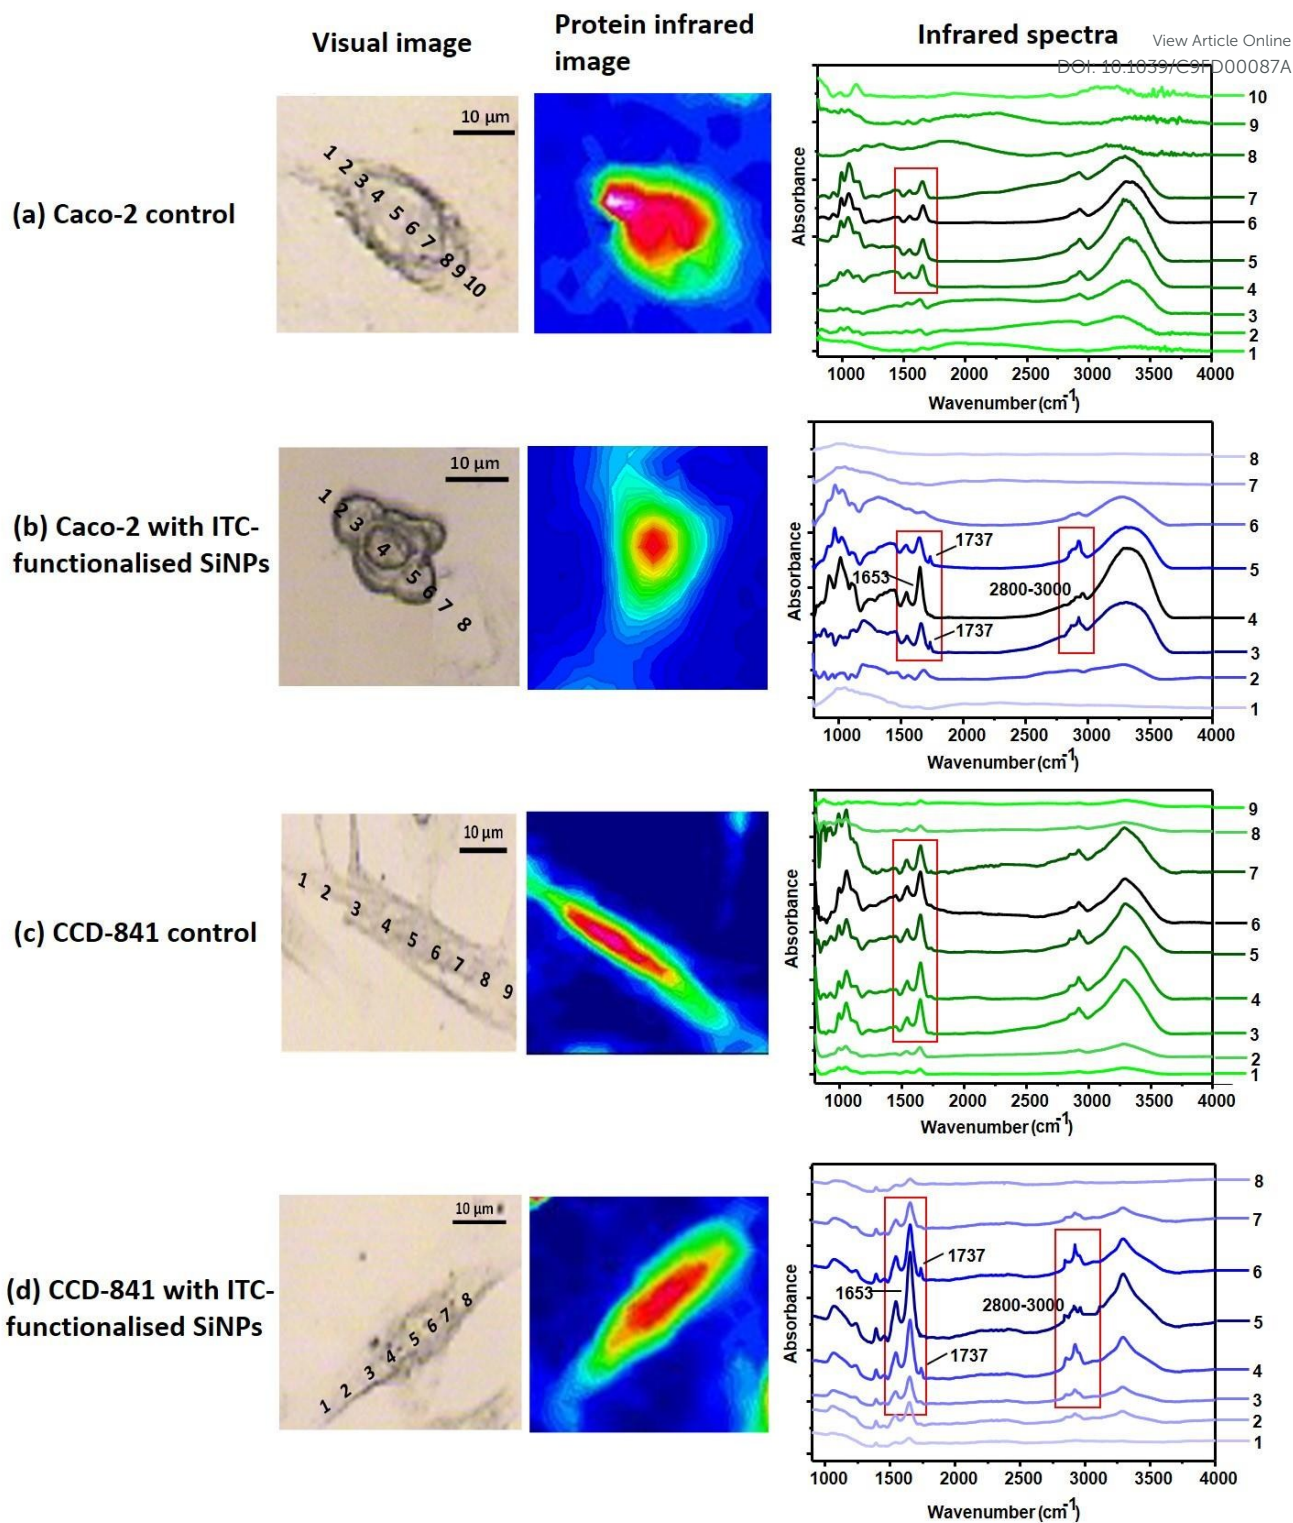 Visual image
Protein infrared
image
Infrared spectra
View Article Online
DOI: 10.1039/C9FD00087A
(a) Caco-2 control
10 µm
1 2 3 4 5 6 7 8 9 10
Absorbance
10
9
8
7
6
5
4
3
2
1
1000 1500 2000 2500 3000 3500 4000
Wavenumber (cm-1)
(b) Caco-2 with ITC-
functionalised SiNPs
10 µm
1 2 3 4 5 6 7 8
Absorbance
1737
1653
2800-3000
1737
8
7
6
5
4
3
2
1
1000 1500 2000 2500 3000 3500 4000
Wavenumber (cm-1)
(c) CCD-841 control
10 µm
1 2 3 4 5 6 7 8 9
Absorbance
9
8
7
6
5
4
3
2
1
1000 1500 2000 2500 3000 3500 4000
Wavenumber (cm-1)
(d) CCD-841 with ITC-
functionalised SiNPs
10 µm
1 2 3 4 5 6 7 8
Absorbance
1737
1653
2800-3000
1737
8
7
6
5
4
3
2
1
1000 1500 2000 2500 3000 3500 4000
Wavenumber (cm-1)